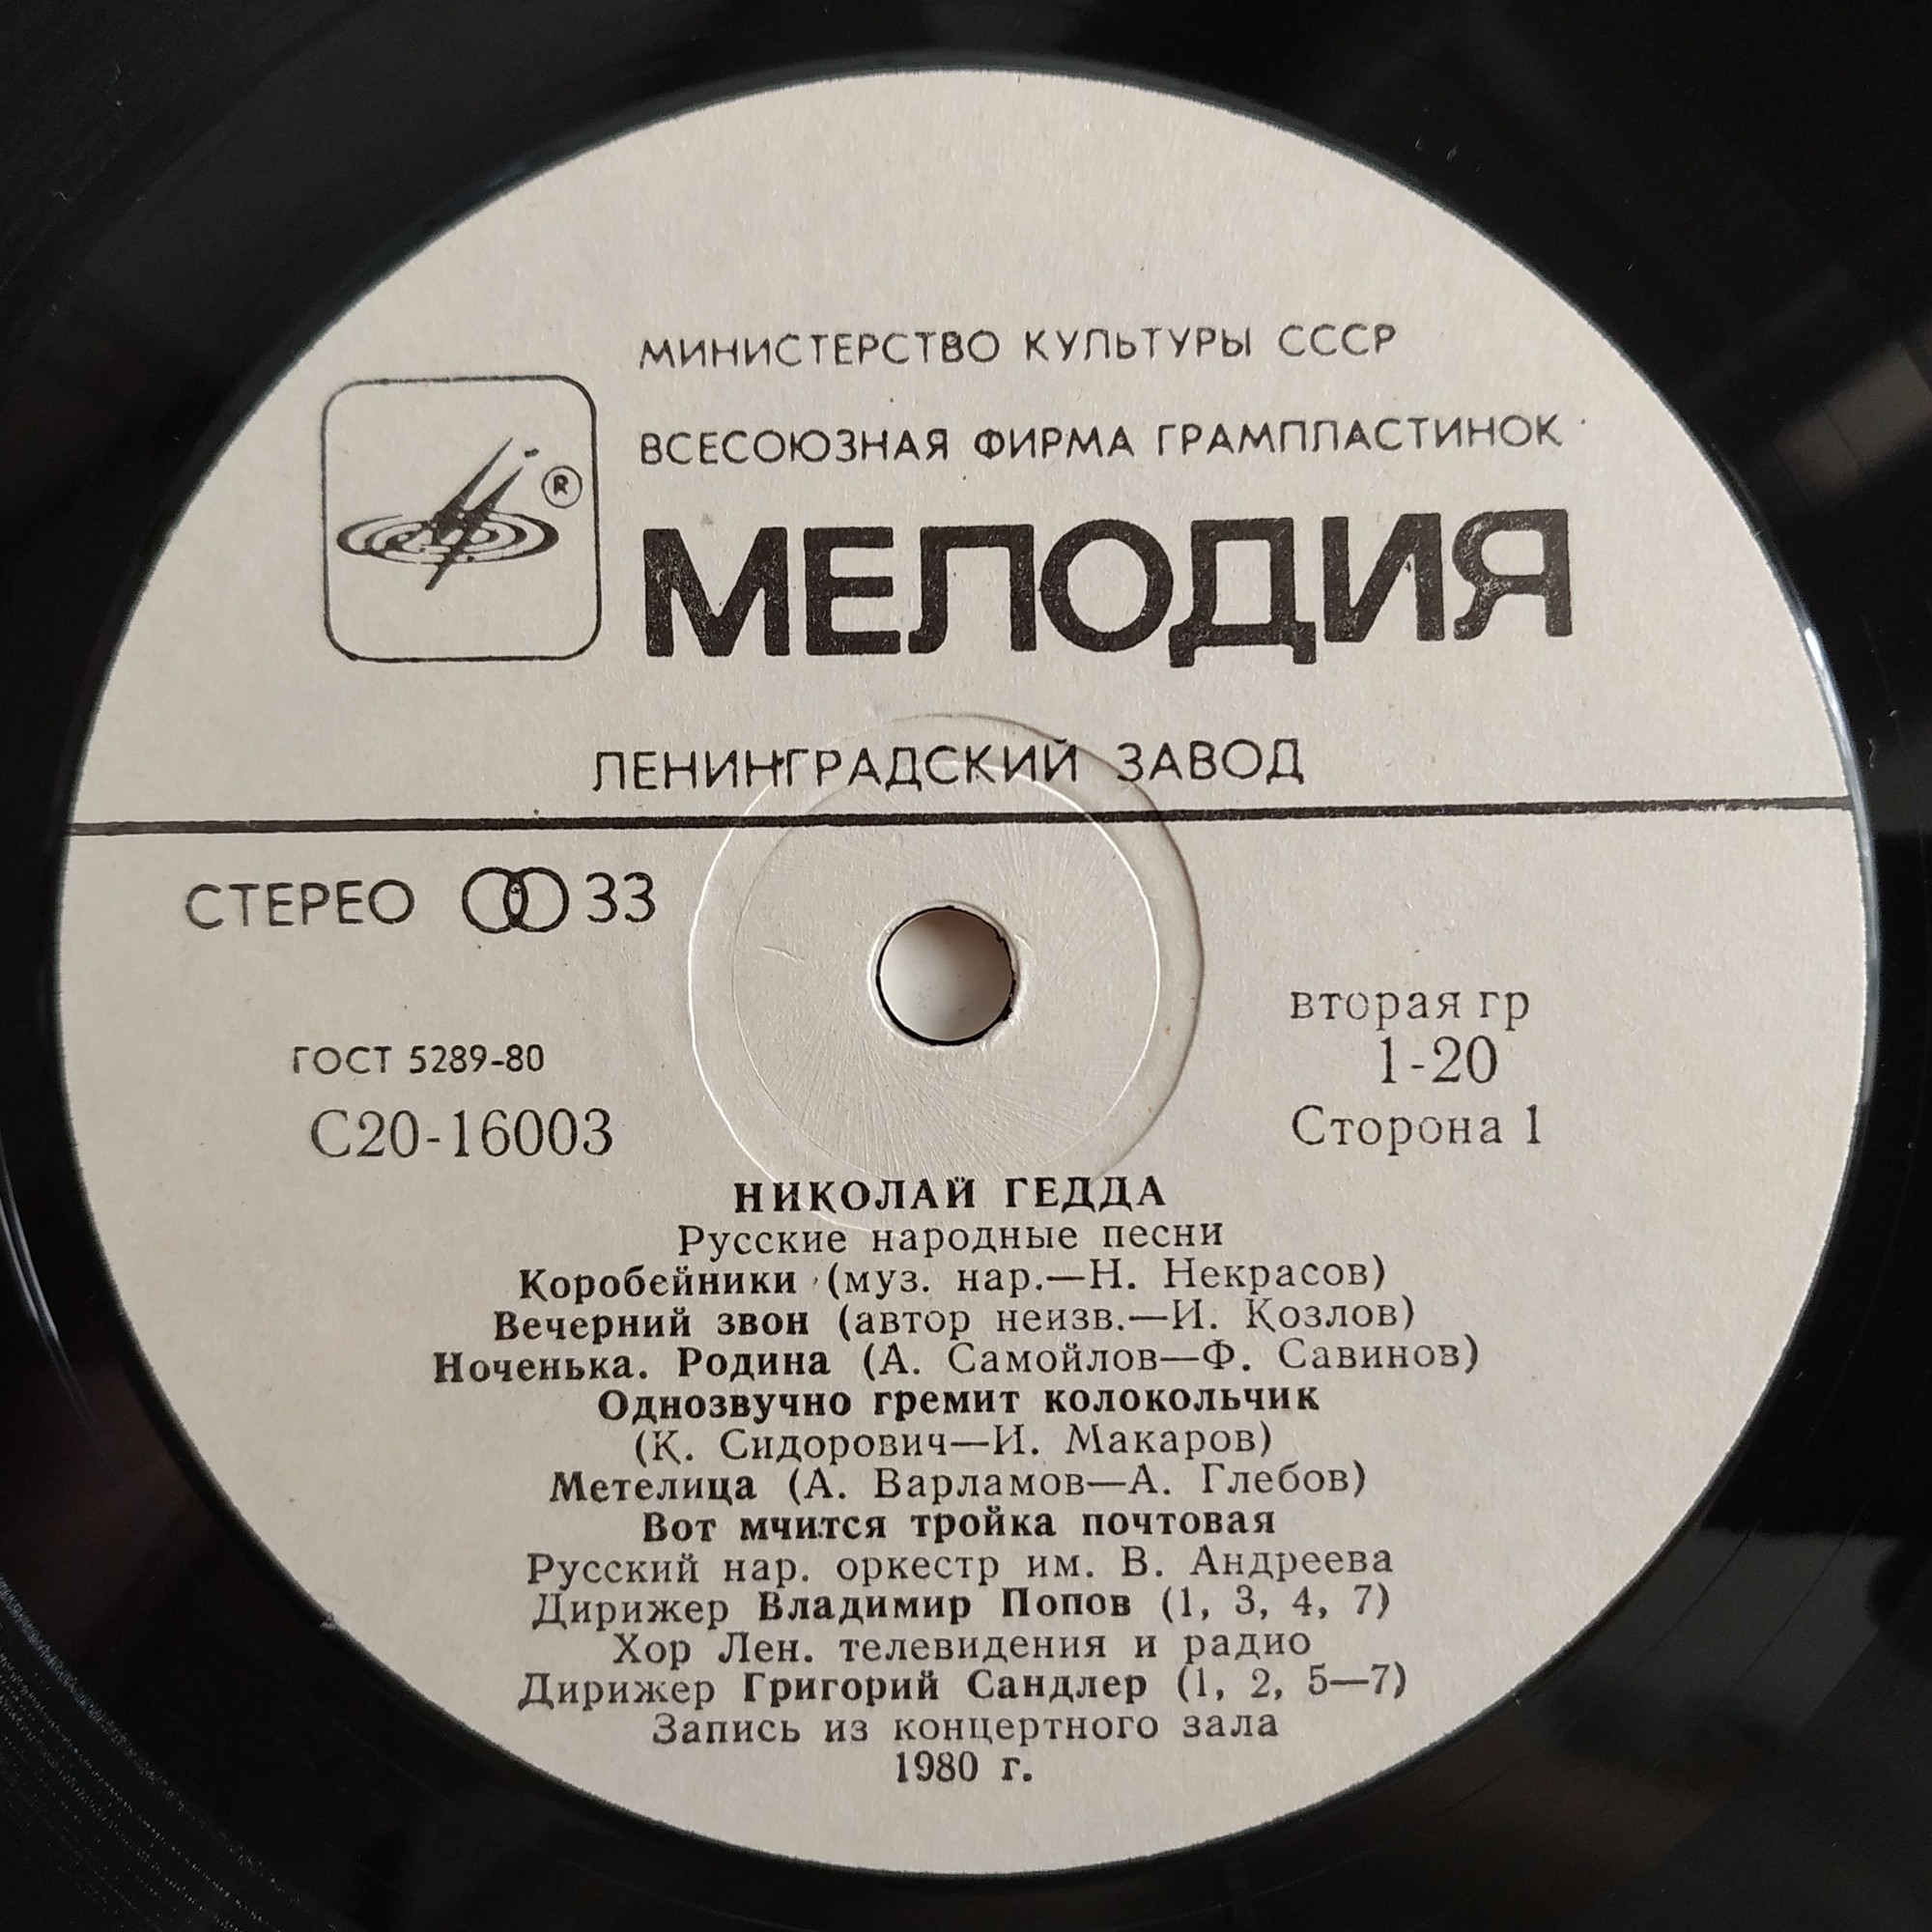 МИНИСТЕРСТВО КУЛЬТУРЫ СССР
ВСЕСОЮЗНАЯ ФИРМА ГРАМПЛАСТИНОК
®
МЕЛОДИЯ
ЛЕНИНГРАДСКИЙ ЗАВОД
СТЕРЕО 33
вторая гр
1-20
ГОСТ 5289-80
С20-16003
Сторона 1
НИКОЛАЙ ГЕДДА
Русские народные песни
Коробейники (муз. нар.—Н. Некрасов)
Вечерний звон (автор неизв.—И. Козлов)
Ноченька. Родина (А. Самойлов—Ф. Савинов)
Однозвучно гремит колокольчик
(К. Сидорович—И. Макаров)
Метелица (А. Варламов—А. Глебов)
Вот мчится тройка почтовая
Русский нар. оркестр им. В. Андреева
Дирижер Владимир Попов (1, 3, 4, 7)
Хор Лен. телевидения и радио
Дирижер Григорий Сандлер (1, 2, 5—7)
Запись из концертного зала
1980 г.